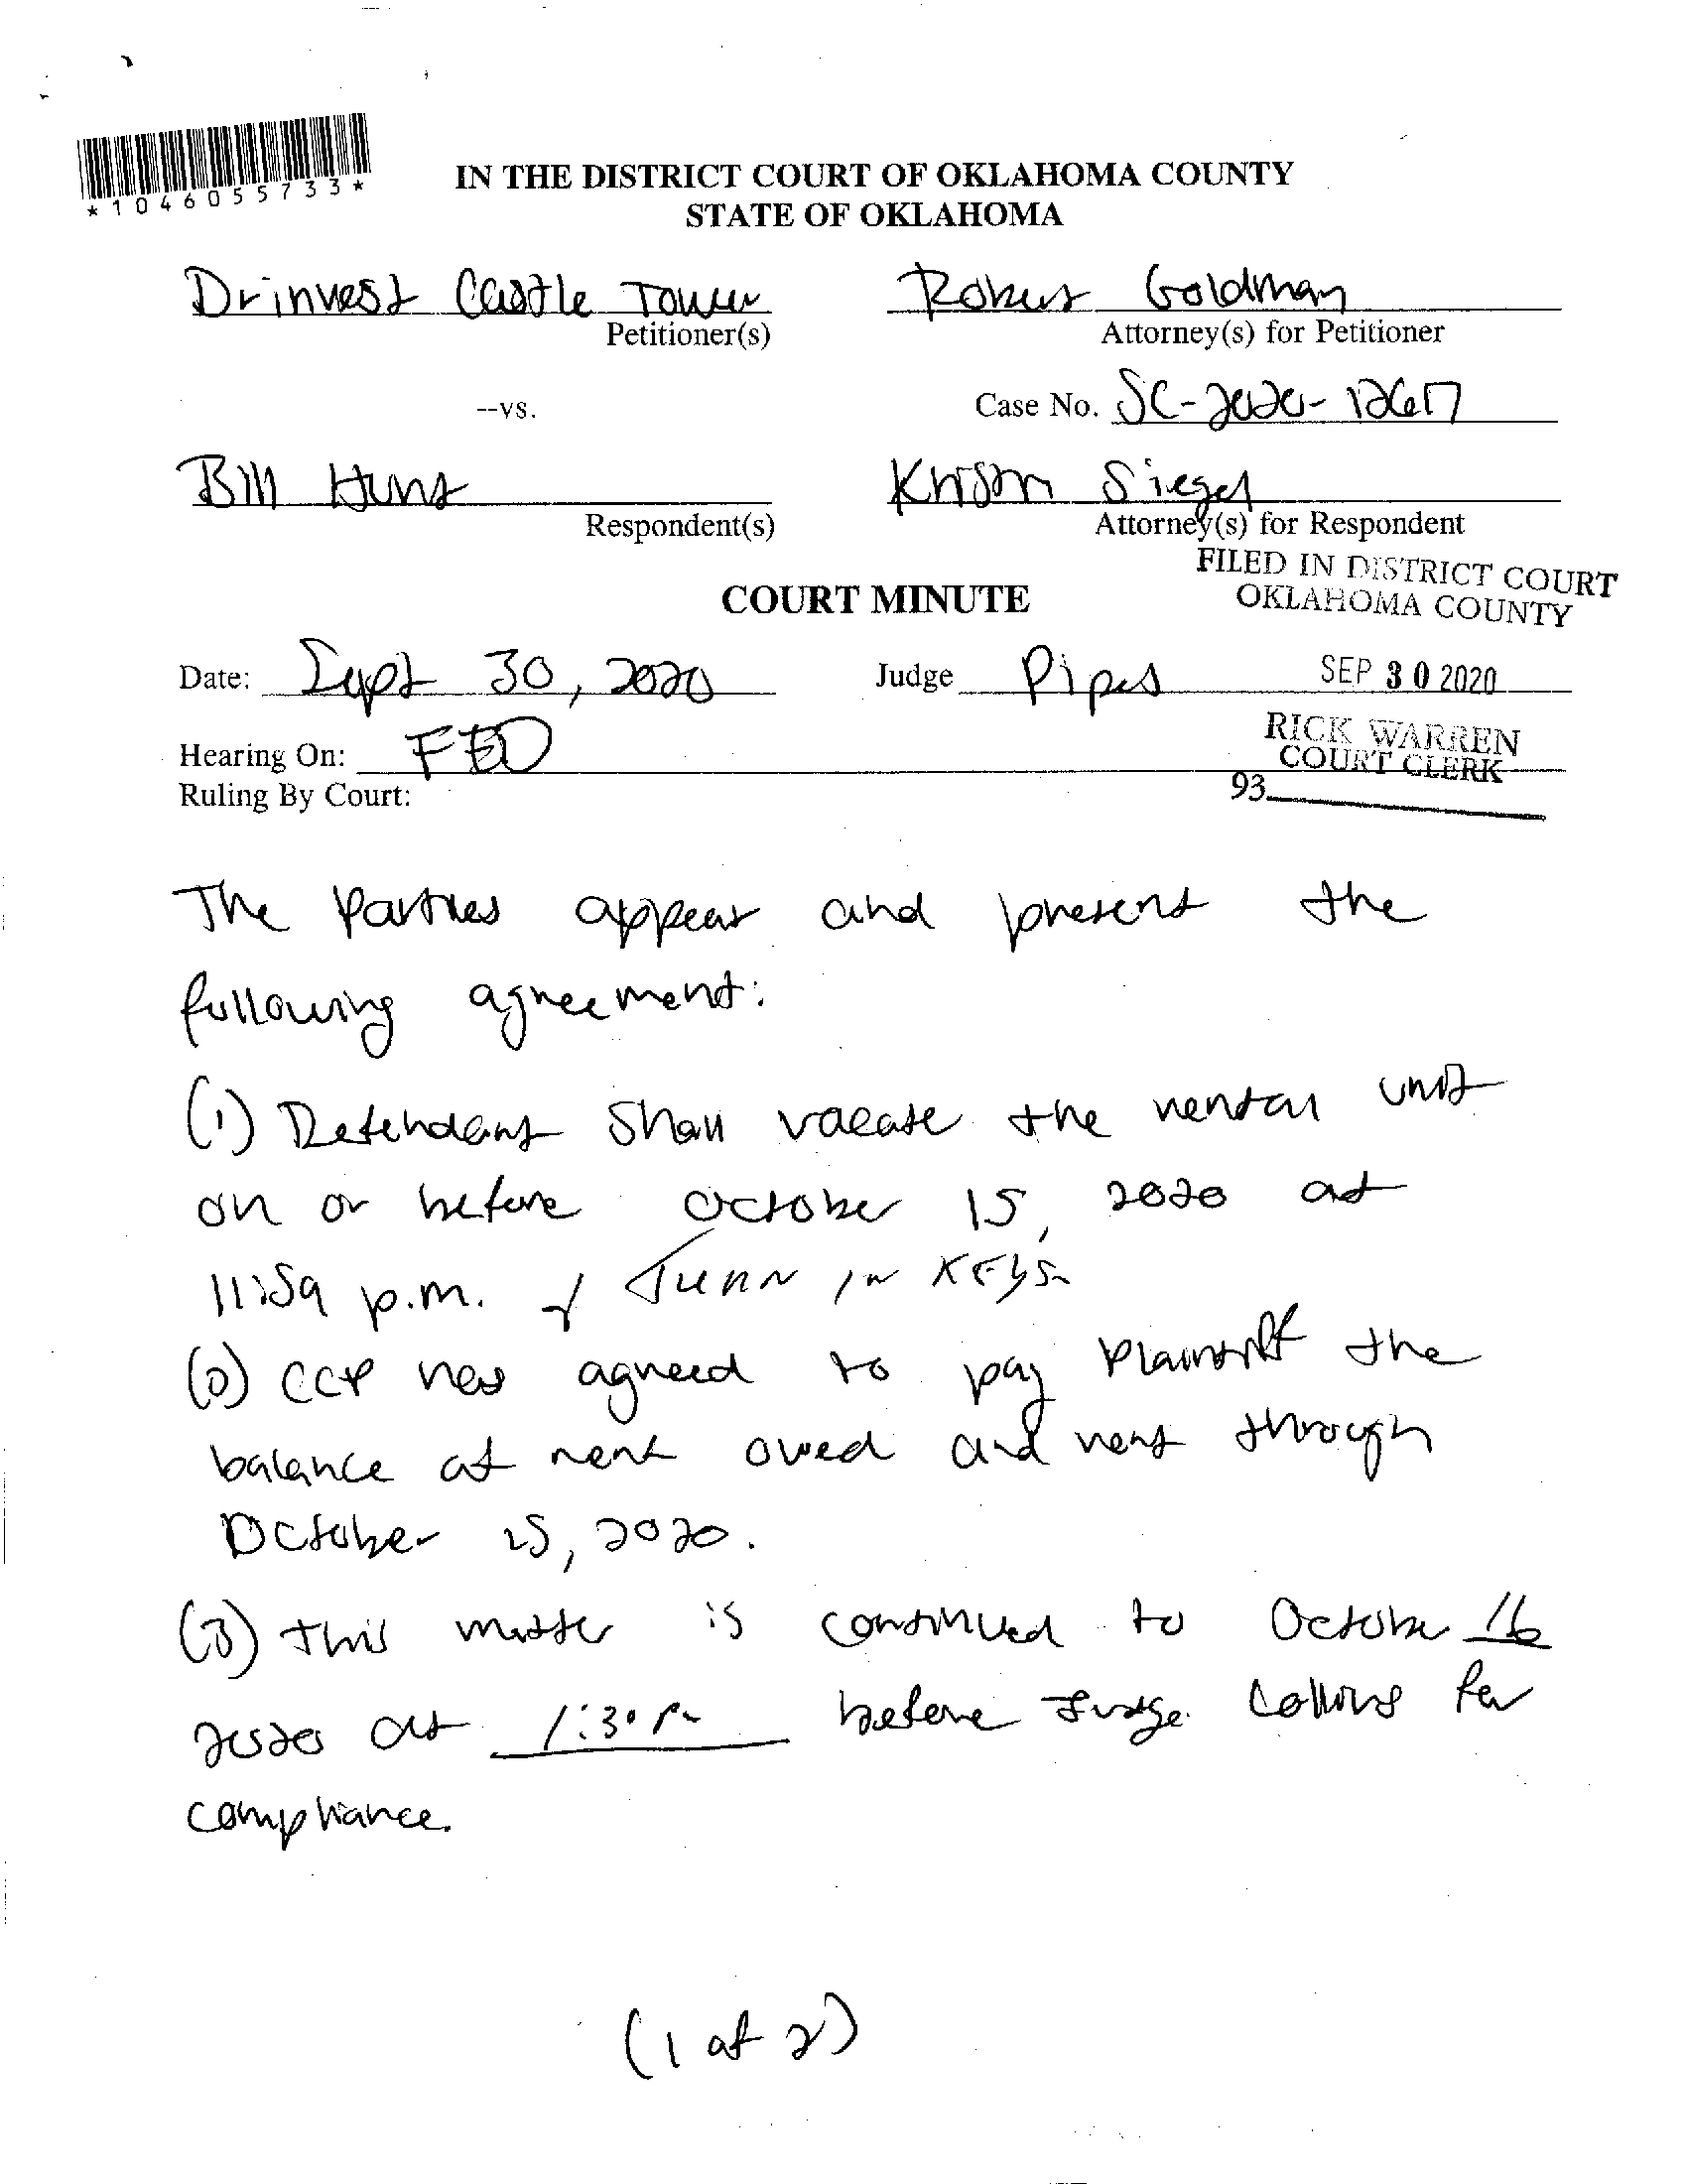 *1046055733*
IN THE DISTRICT COURT OF OKLAHOMA COUNTY
STATE OF OKLAHOMA
Drinvest Castle Tower
Petitioner(s)
Robert Goldman
Attorney(s) for Petitioner
--vs.
Case No. SC-2020-12617
Bill Hunt
Respondent(s)
Siegel
Attorney(s) for Respondent
FILED IN DISTRICT COURT
OKLAHOMA COUNTY
COURT MINUTE
Date: Sept 30, 2020
Judge Pipes
SEP 30 2020
Hearing On: FED
RICK WARREN
COURT CLERK
Ruling By Court:
93
The parties appear and present the
following agreement:
(1) Defendant shall vacate the rental unit
on or before October 15, 2020 at
11:59 p.m. & TURN IN KEYS.
(2) has agreed to pay Plaintiff the
balance of rent owed and rent through
October 15, 2020.
(3) This matter is continued to October 16
2020 at 1:30 pm before Judge Collins for
compliance.
(1 of 2)